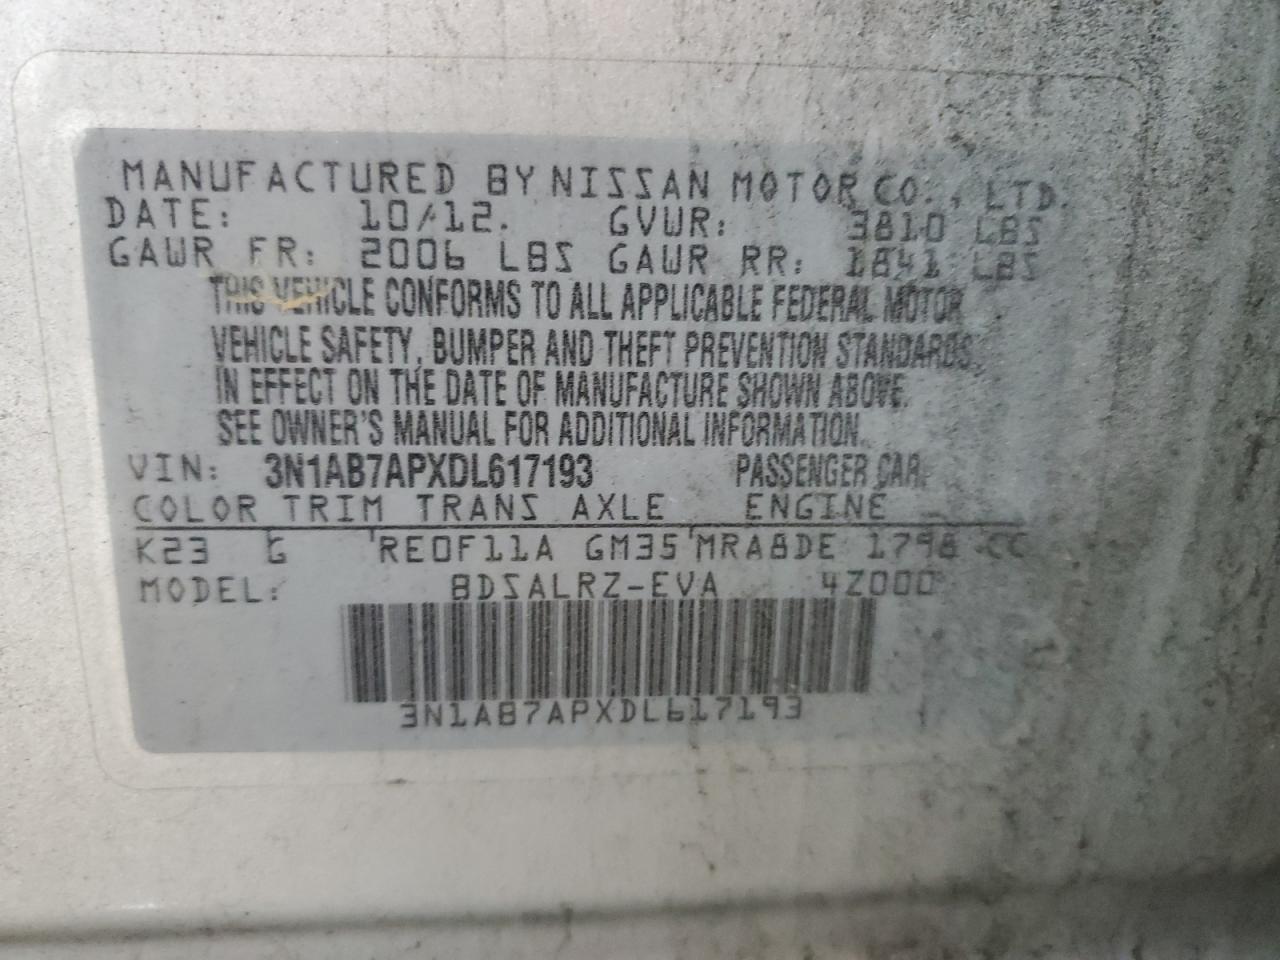 MANUFACTURED BY NISSAN MOTOR CO., LTD.
DATE: 10/12. GVWR: 3810 LBS
GAWR FR: 2006 LBS GAWR RR: 1841 LBS
THIS VEHICLE CONFORMS TO ALL APPLICABLE FEDERAL MOTOR
VEHICLE SAFETY, BUMPER AND THEFT PREVENTION STANDARDS
IN EFFECT ON THE DATE OF MANUFACTURE SHOWN ABOVE.
SEE OWNER'S MANUAL FOR ADDITIONAL INFORMATION.
VIN: 3N1AB7APXDL617193 PASSENGER CAR
COLOR TRIM TRANS AXLE ENGINE
K23 G RE0F11A GM35 MRA8DE 1798 CC
MODEL: BDSALRZ-EVA 4Z000
3N1AB7APXDL617193